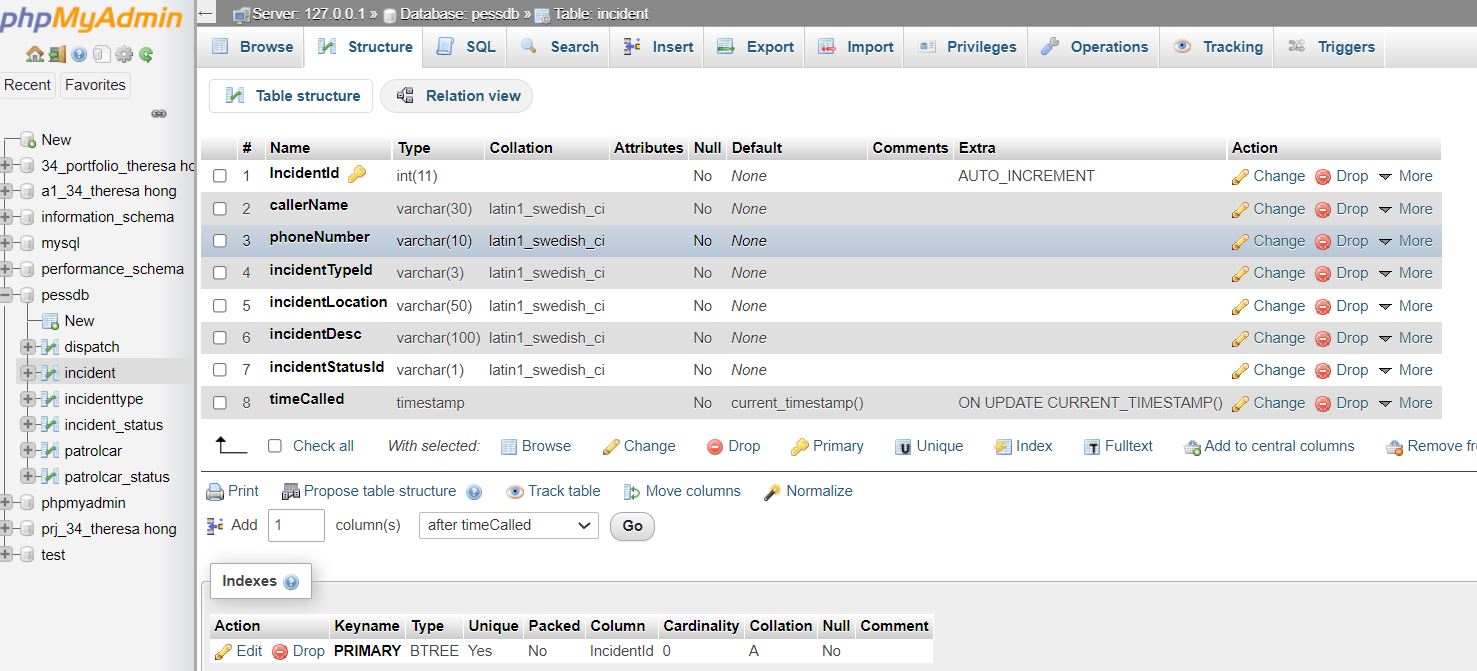 phpMyAdmin
Recent Favorites
New
34_portfolio_theresa ho
a1_34_theresa hong
information_schema
mysql
performance_schema
pessdb
New
dispatch
incident
incidenttype
incident_status
patrolcar
patrolcar_status
phpmyadmin
prj_34_theresa hong
test
Server: 127.0.0.1 » Database: pessdb » Table: incident
Browse Structure SQL Search Insert Export Import Privileges Operations Tracking Triggers
Table structure Relation view
# Name Type Collation Attributes Null Default Comments Extra Action
1 IncidentId int(11) No None AUTO_INCREMENT Change Drop More
2 callerName varchar(30) latin1_swedish_ci No None Change Drop More
3 phoneNumber varchar(10) latin1_swedish_ci No None Change Drop More
4 incidentTypeId varchar(3) latin1_swedish_ci No None Change Drop More
5 incidentLocation varchar(50) latin1_swedish_ci No None Change Drop More
6 incidentDesc varchar(100) latin1_swedish_ci No None Change Drop More
7 incidentStatusId varchar(1) latin1_swedish_ci No None Change Drop More
8 timeCalled timestamp No current_timestamp() ON UPDATE CURRENT_TIMESTAMP() Change Drop More
Check all With selected: Browse Change Drop Primary Unique Index Fulltext Add to central columns Remove fr
Print Propose table structure Track table Move columns Normalize
Add 1 column(s) after timeCalled Go
Indexes
Action Keyname Type Unique Packed Column Cardinality Collation Null Comment
Edit Drop PRIMARY BTREE Yes No IncidentId 0 A No